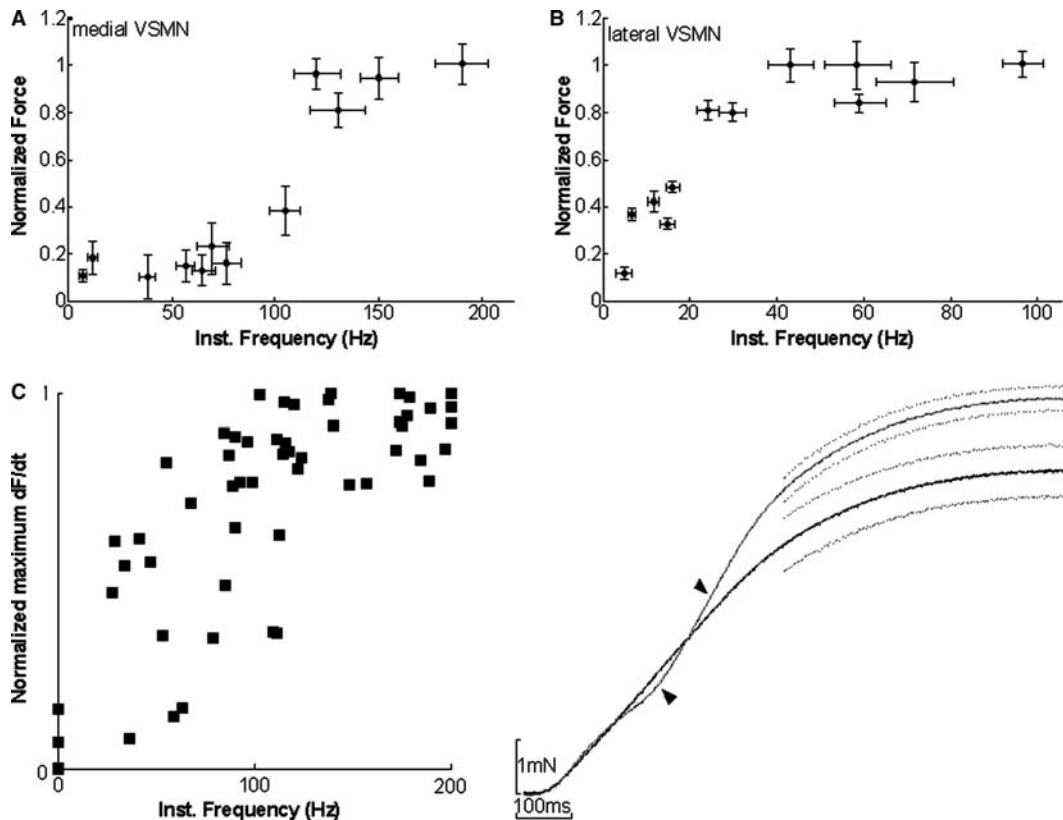 A
medial VSMN
1.2
1
0.8
0.6
0.4
0.2
0
Normalized Force
0 50 100 150 200
Inst. Frequency (Hz)
B
lateral VSMN
1.2
1
0.8
0.6
0.4
0.2
0
Normalized Force
0 20 40 60 80 100
Inst. Frequency (Hz)
C
1
0
Normalized maximum dF/dt
0 100 200
Inst. Frequency (Hz)
1mN
100ms